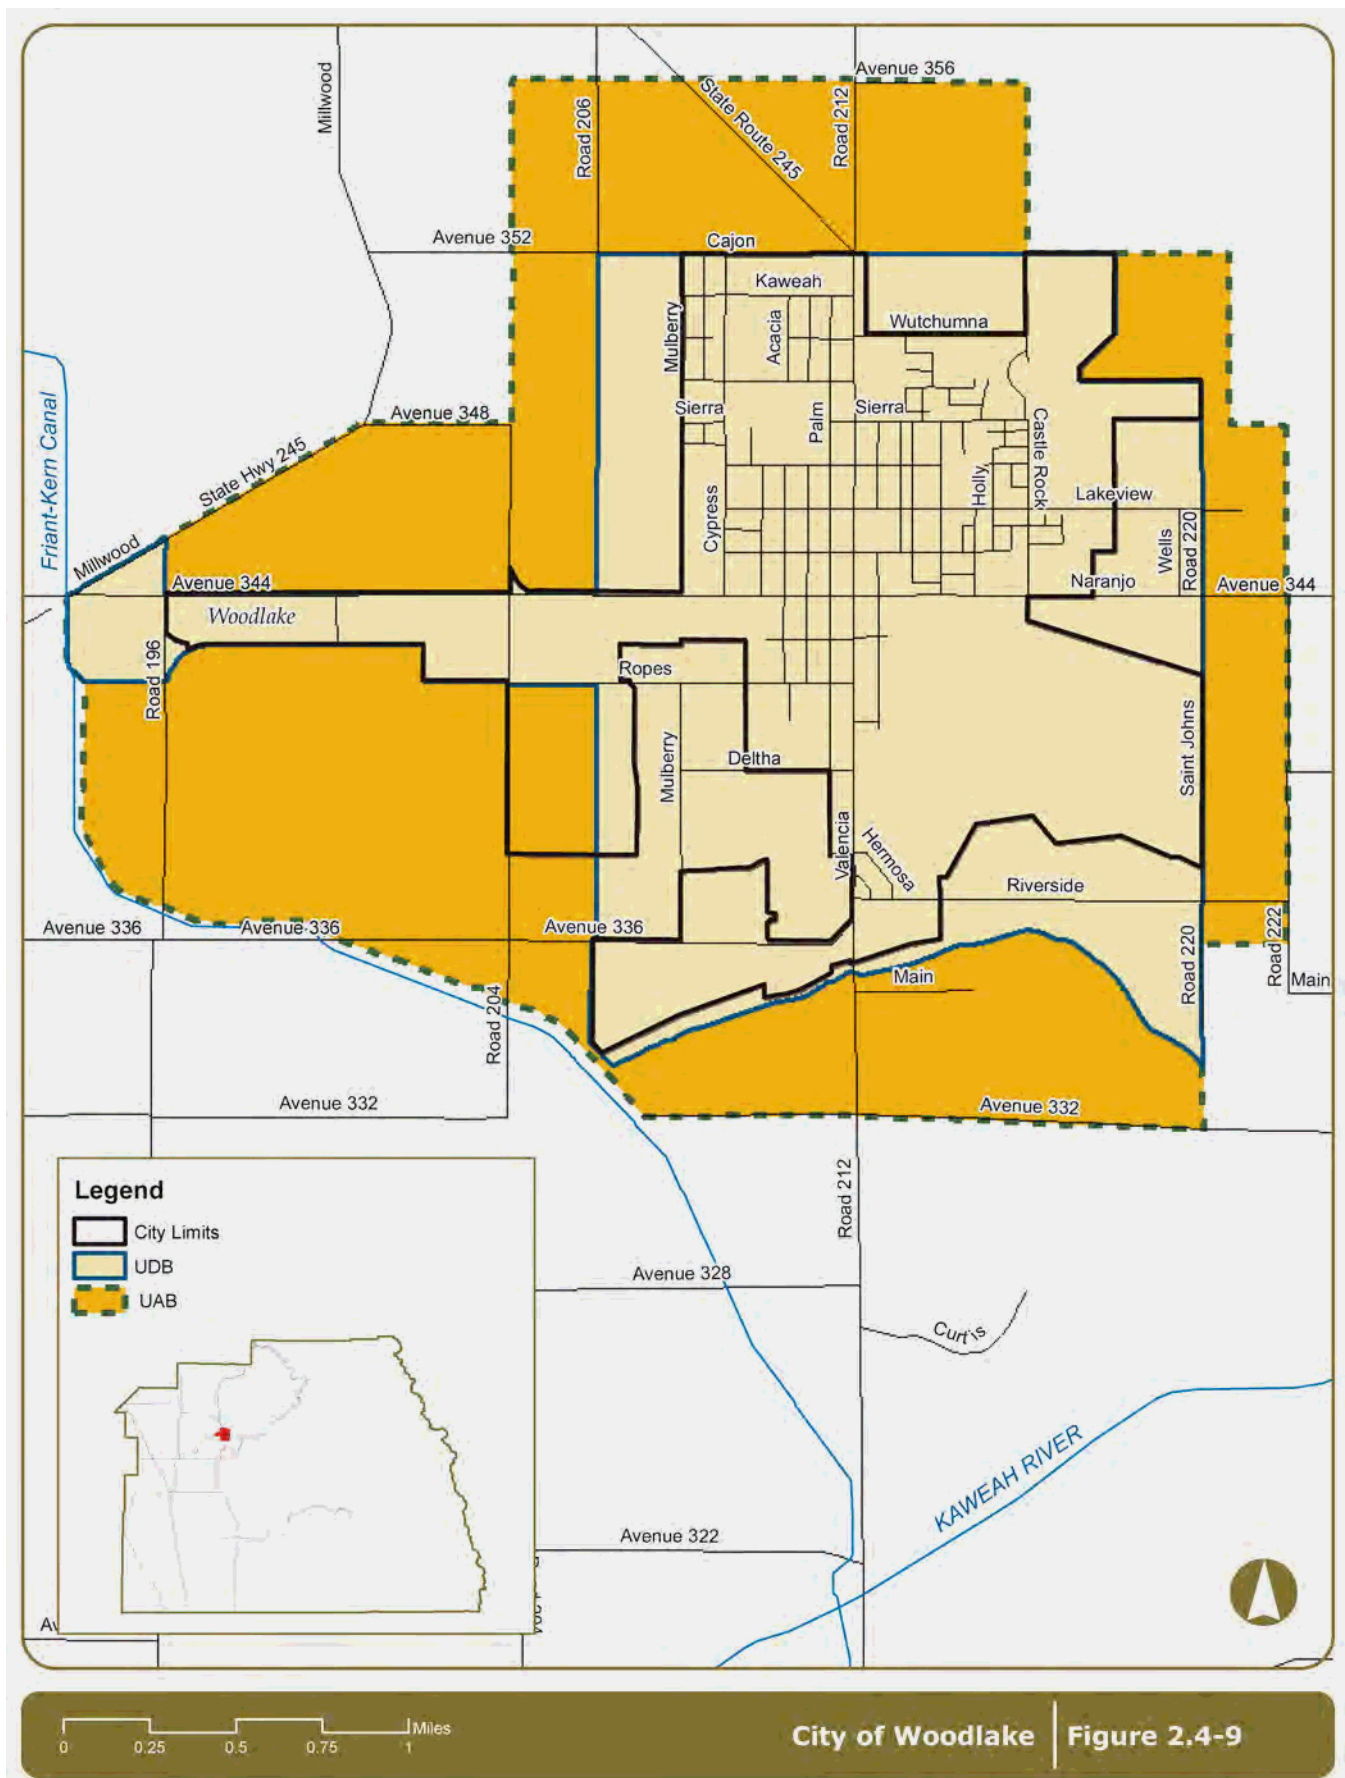 Avenue 356
Millwood
Road 206
State Route 245
Road 212
Avenue 352
Cajon
Kaweah
Mulberry
Acacia
Wutchumna
Friant-Kern Canal
Avenue 348
Sierra
Palm
Sierra
Castle Rock
State Hwy 245
Cypress
Holly
Lakeview
Millwood
Wells
Road 220
Avenue 344
Naranjo
Avenue 344
Woodlake
Road 196
Ropes
Mulberry
Deltha
Saint Johns
Valencia
Hermosa
Riverside
Avenue 336
Avenue 336
Avenue 336
Road 220
Road 222
Main
Main
Road 204
Avenue 332
Avenue 332
Road 212
Legend
City Limits
UDB
UAB
Avenue 328
Curtis
KAWEAH RIVER
Avenue 322
0 0.25 0.5 0.75 1 Miles
City of Woodlake | Figure 2.4-9